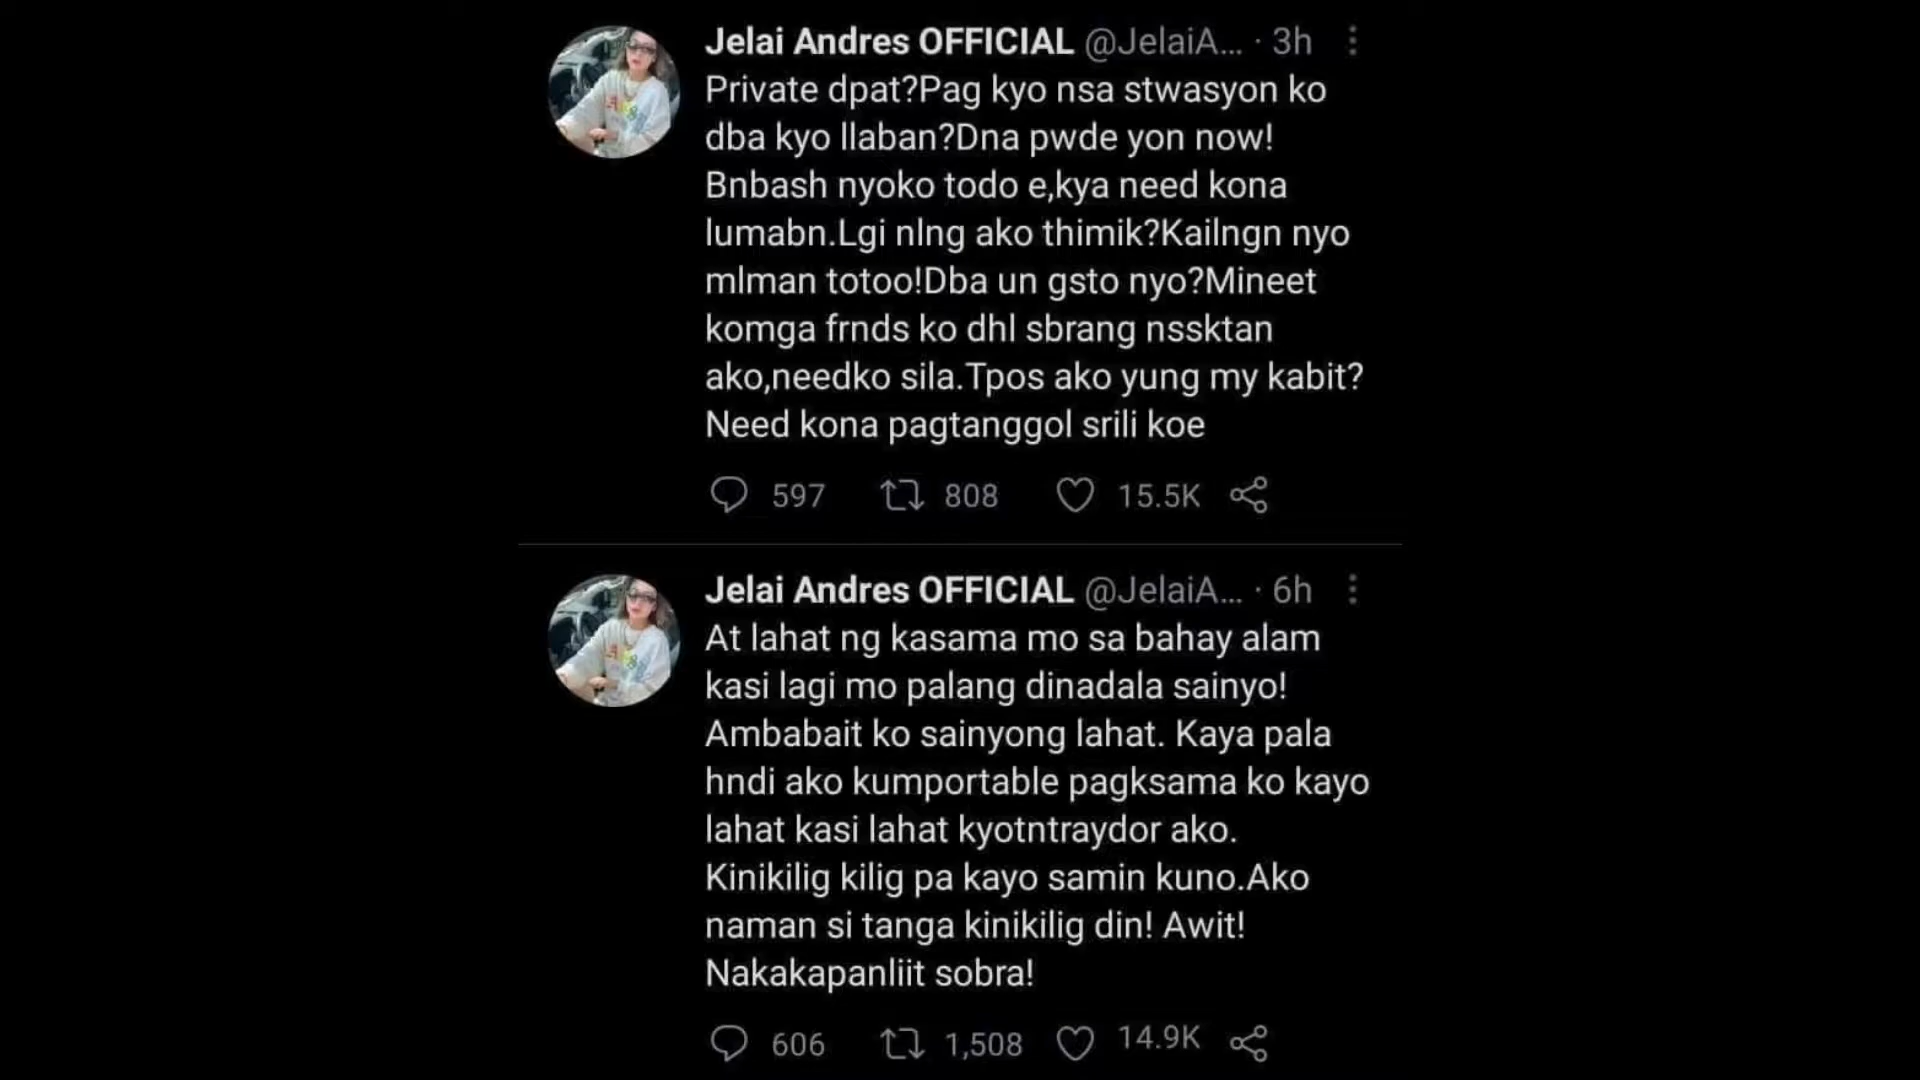 Jelai Andres OFFICIAL @JelaiA... · 3h
Private dpat?Pag kyo nsa stwasyon ko
dba kyo llaban?Dna pwde yon now!
Bnbash nyoko todo e,kya need kona
lumabn.Lgi nlng ako thimik?Kailngn nyo
mlman totoo!Dba un gsto nyo?Mineet
komga frnds ko dhl sbrang nssktan
ako,needko sila.Tpos ako yung my kabit?
Need kona pagtanggol srili koe
597 808 15.5K
Jelai Andres OFFICIAL @JelaiA... · 6h
At lahat ng kasama mo sa bahay alam
kasi lagi mo palang dinadala sainyo!
Ambabait ko sainyong lahat. Kaya pala
hndi ako kumportable pagksama ko kayo
lahat kasi lahat kyotntraydor ako.
Kinikilig kilig pa kayo samin kuno.Ako
naman si tanga kinikilig din! Awit!
Nakakapanliit sobra!
606 1,508 14.9K